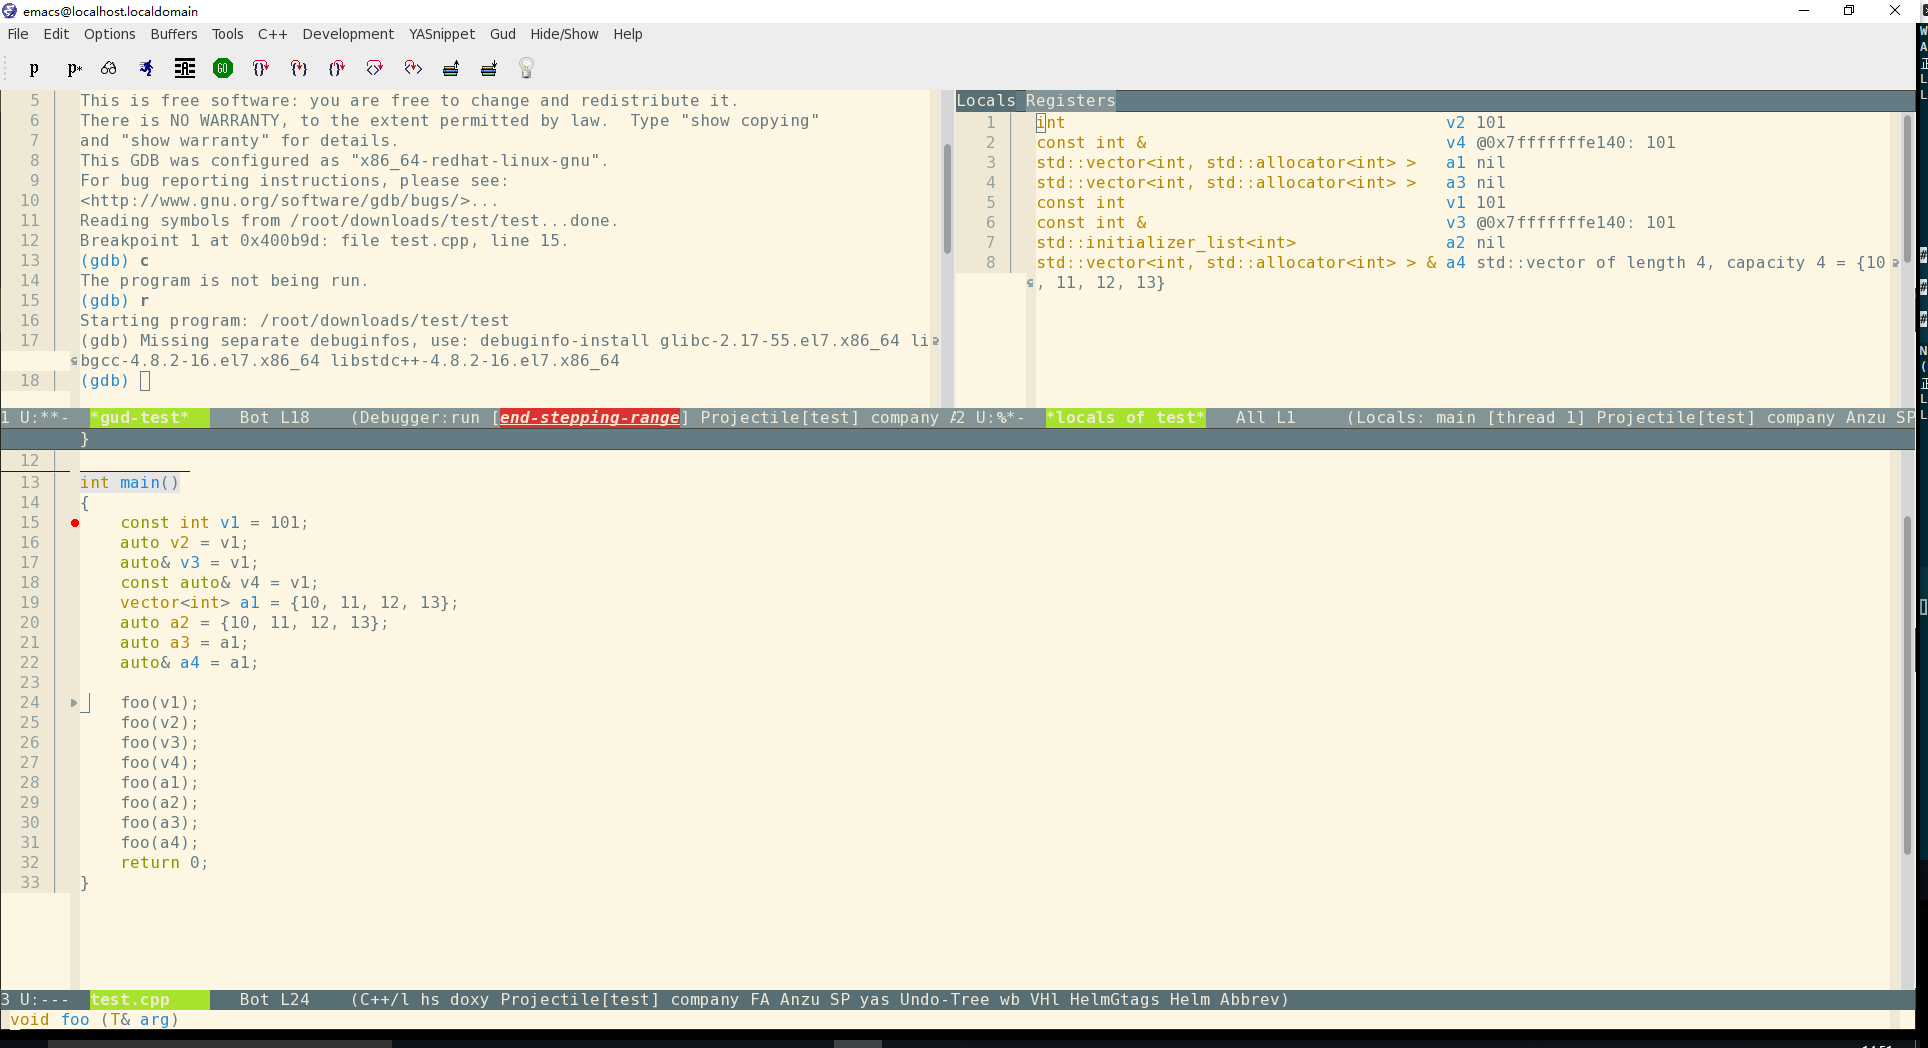 emacs@localhost.localdomain
File Edit Options Buffers Tools C++ Development YASnippet Gud Hide/Show Help
p p* GO
5 This is free software: you are free to change and redistribute it.
6 There is NO WARRANTY, to the extent permitted by law.  Type "show copying"
7 and "show warranty" for details.
8 This GDB was configured as "x86_64-redhat-linux-gnu".
9 For bug reporting instructions, please see:
10 <http://www.gnu.org/software/gdb/bugs/>...
11 Reading symbols from /root/downloads/test/test...done.
12 Breakpoint 1 at 0x400b9d: file test.cpp, line 15.
13 (gdb) c
14 The program is not being run.
15 (gdb) r
16 Starting program: /root/downloads/test/test
17 (gdb) Missing separate debuginfos, use: debuginfo-install glibc-2.17-55.el7.x86_64 li
bgcc-4.8.2-16.el7.x86_64 libstdc++-4.8.2-16.el7.x86_64
18 (gdb)
1 U:**-  *gud-test*   Bot L18    (Debugger:run [end-stepping-range] Projectile[test] company A
Locals Registers
1 int v2 101
2 const int & v4 @0x7fffffffe140: 101
3 std::vector<int, std::allocator<int> > a1 nil
4 std::vector<int, std::allocator<int> > a3 nil
5 const int v1 101
6 const int & v3 @0x7fffffffe140: 101
7 std::initializer_list<int> a2 nil
8 std::vector<int, std::allocator<int> > & a4 std::vector of length 4, capacity 4 = {10
, 11, 12, 13}
2 U:%*-  *locals of test*   All L1     (Locals: main [thread 1] Projectile[test] company Anzu SP
}
12
13 int main()
14 {
15     const int v1 = 101;
16     auto v2 = v1;
17     auto& v3 = v1;
18     const auto& v4 = v1;
19     vector<int> a1 = {10, 11, 12, 13};
20     auto a2 = {10, 11, 12, 13};
21     auto a3 = a1;
22     auto& a4 = a1;
23
24     foo(v1);
25     foo(v2);
26     foo(v3);
27     foo(v4);
28     foo(a1);
29     foo(a2);
30     foo(a3);
31     foo(a4);
32     return 0;
33 }
3 U:---  test.cpp   Bot L24    (C++/l hs doxy Projectile[test] company FA Anzu SP yas Undo-Tree wb VHl HelmGtags Helm Abbrev)
void foo (T& arg)